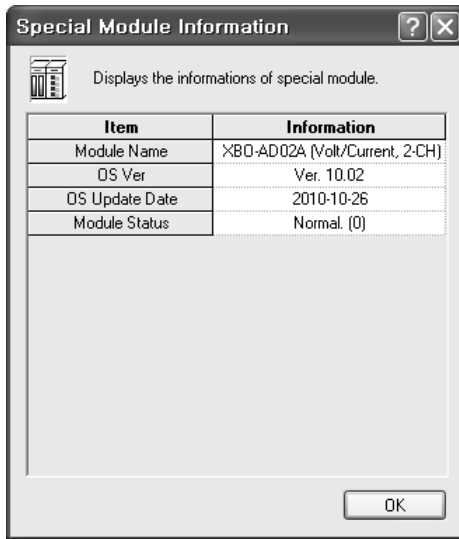 Special Module Information
Displays the informations of special module.
Item Information
Module Name XBO-AD02A (Volt/Current, 2-CH)
OS Ver Ver. 10.02
OS Update Date 2010-10-26
Module Status Normal. (0)
OK